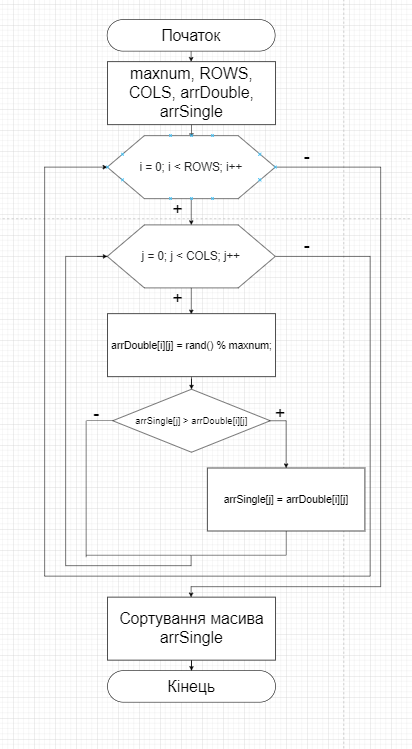 Початок
maxnum, ROWS,
COLS, arrDouble,
arrSingle
i = 0; i < ROWS; i++
-
+
j = 0; j < COLS; j++
-
+
arrDouble[i][j] = rand() % maxnum;
-
arrSingle[j] > arrDouble[i][j]
+
arrSingle[j] = arrDouble[i][j]
Сортування масива
arrSingle
Кінець